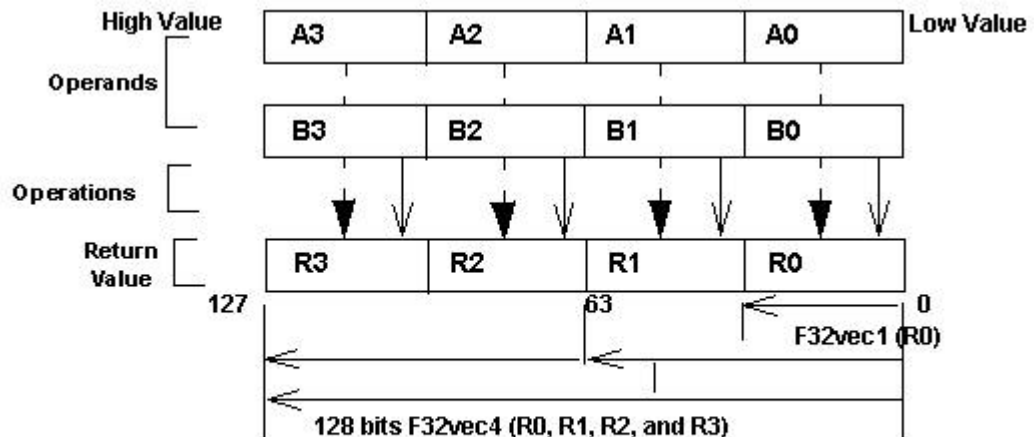 High Value A3 A2 A1 A0 Low Value
Operands
B3 B2 B1 B0
Operations
Return
Value
R3 R2 R1 R0
127 63 0
F32vec1 (R0)
128 bits F32vec4 (R0, R1, R2, and R3)